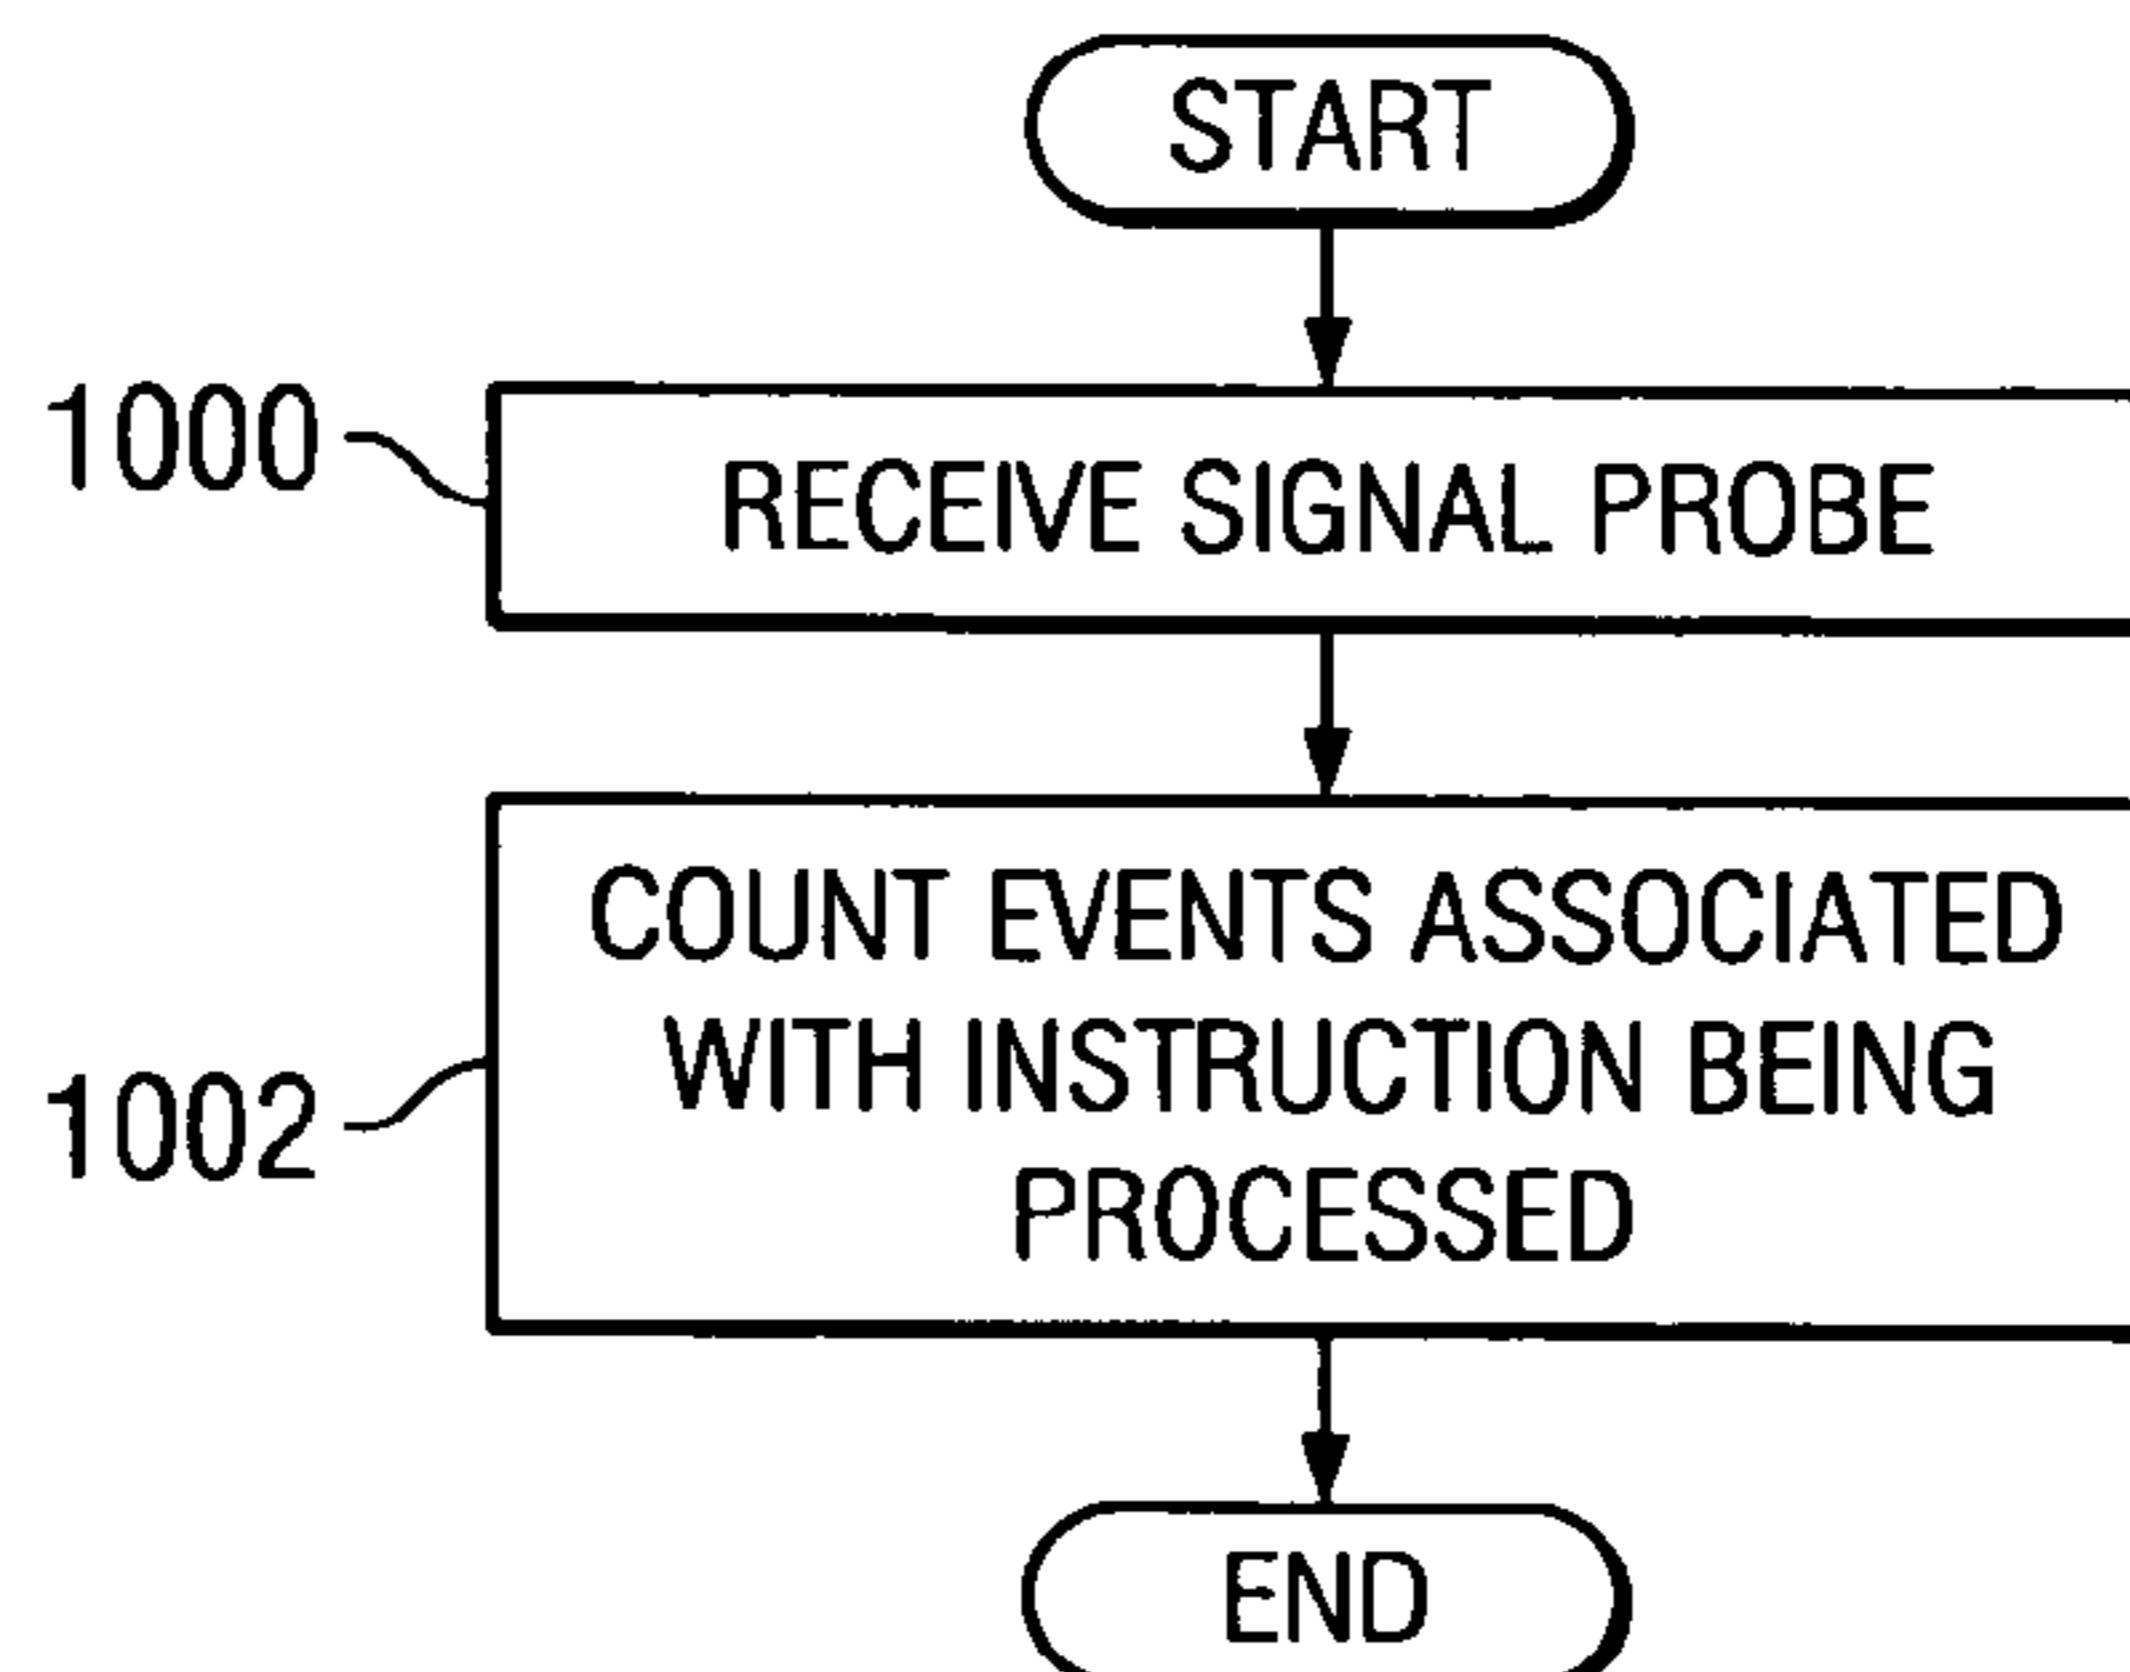 START
1000
RECEIVE SIGNAL PROBE
COUNT EVENTS ASSOCIATED
WITH INSTRUCTION BEING
1002
PROCESSED
END